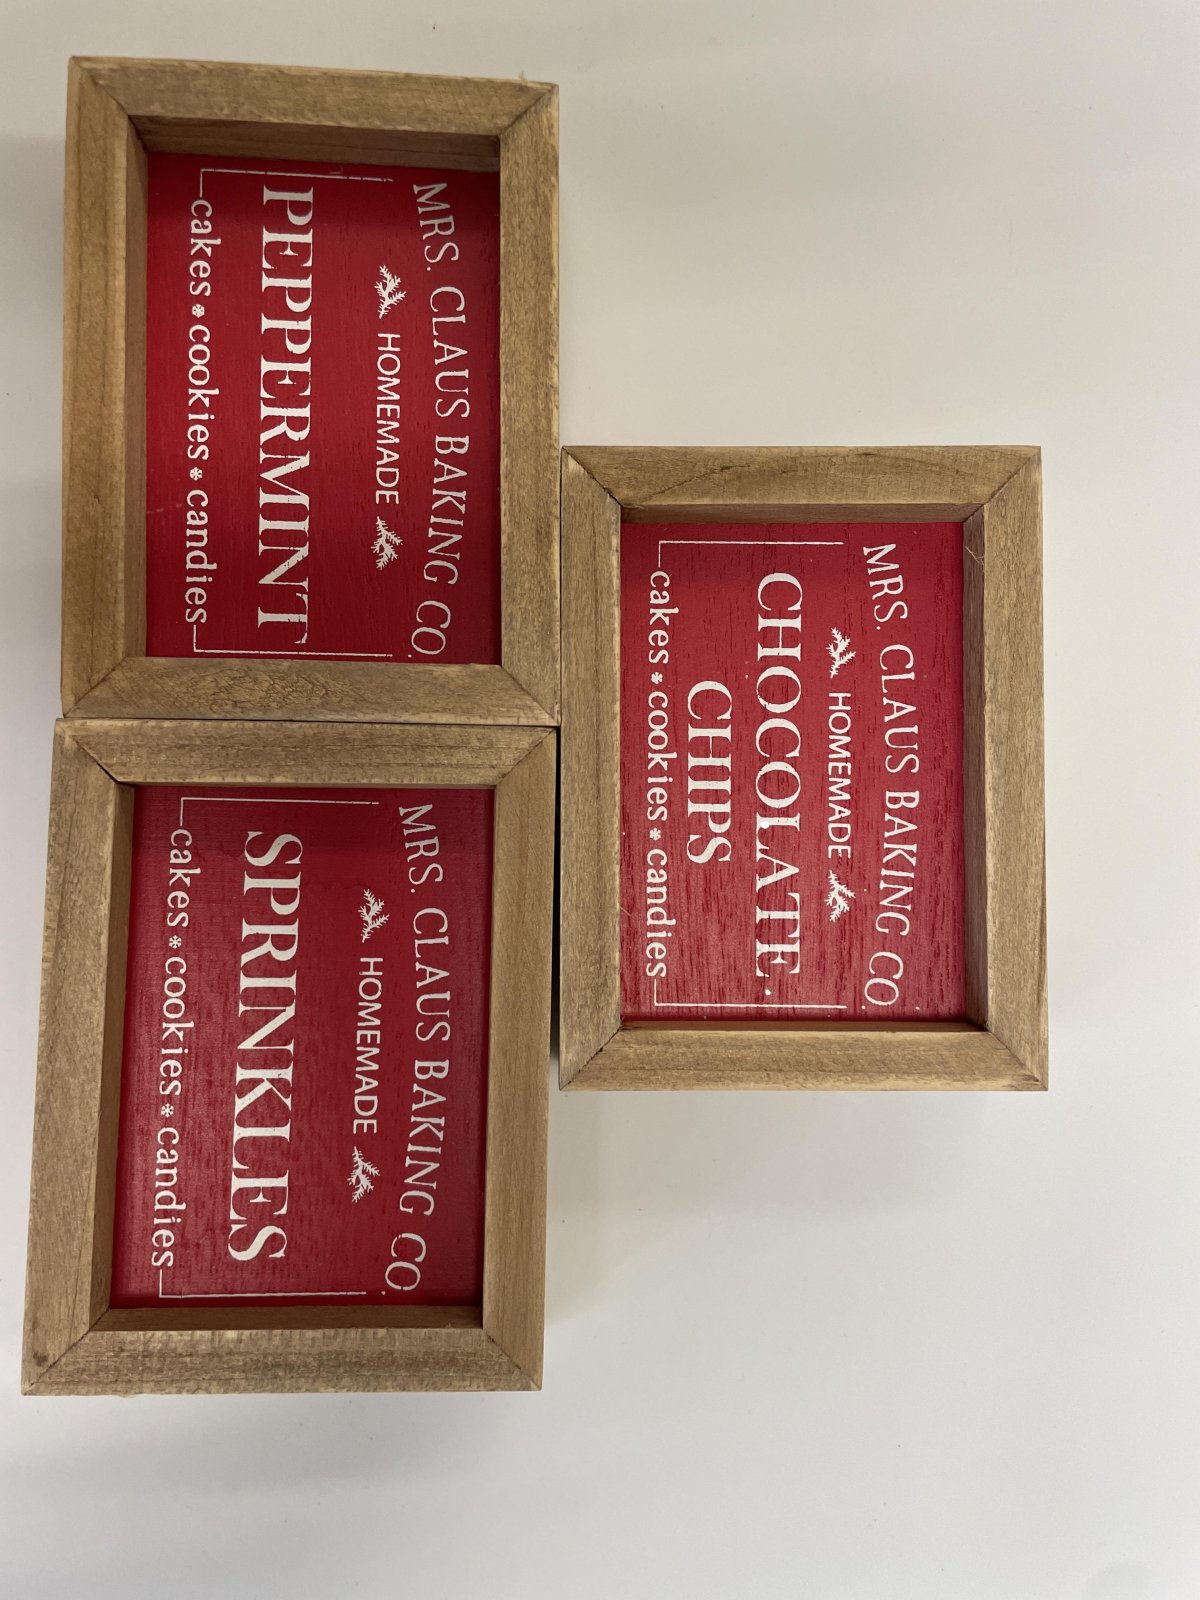 MRS. CLAUS BAKING CO.
HOMEMADE
CHOCOLATE
CHIPS
cakes * cookies * candies
MRS. CLAUS BAKING CO.
HOMEMADE
SPRINKLES
cakes * cookies * candies
MRS. CLAUS BAKING CO.
HOMEMADE
PEPPERMINT
cakes * cookies * candies